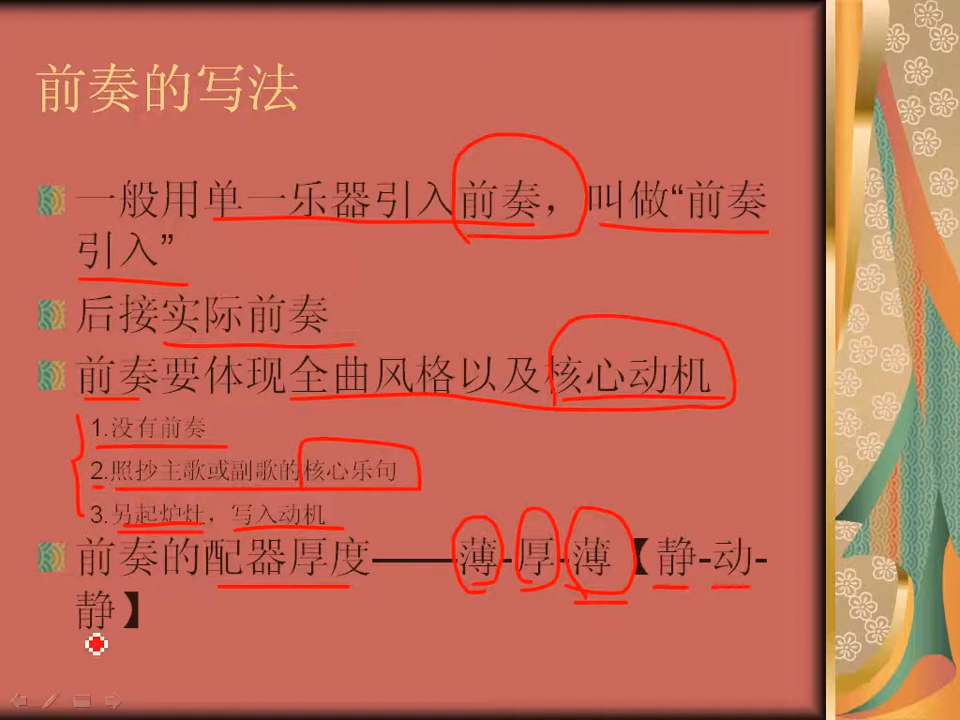 前奏的写法
一般用单一乐器引入前奏，叫做“前奏
引入”
后接实际前奏
前奏要体现全曲风格以及核心动机
1.没有前奏
2.照抄主歌或副歌的核心乐句
3.另起炉灶，写入动机
前奏的配器厚度——薄-厚-薄【静-动-
静】